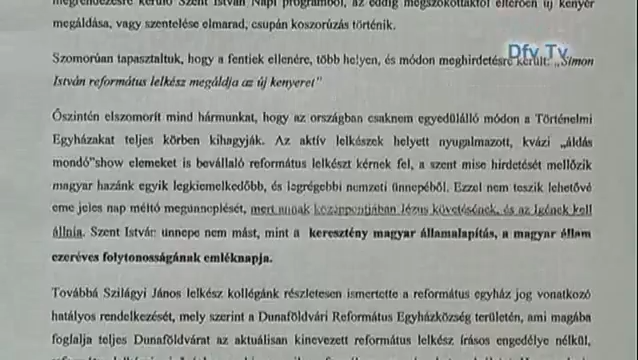 megrendezésre kerülő Szent István Napi programból, az eddig megszokottaktól eltérően új kenyér
megáldása, vagy szentelése elmarad, csupán koszorúzás történik.
Dfv Tv
Szomorúan tapasztaltuk, hogy a fentiek ellenére, több helyen, és módon meghirdetésre került: „Simon
István református lelkész megáldja az új kenyeret"
Őszintén elszomorít mind hármunkat, hogy az országban csaknem egyedülálló módon a Történelmi
Egyházakat teljes körben kihagyják. Az aktív lelkészek helyett nyugalmazott, kvázi „áldás
mondó"show elemeket is bevállaló református lelkészt kérnek fel, a szent mise hirdetését mellőzik
magyar hazánk egyik legkiemelkedőbb, és legrégebbi nemzeti ünnepéből. Ezzel nem teszik lehetővé
eme jeles nap méltó megünneplését, mert annak középpontjában Jézus követésének, és az Igének kell
állnia. Szent István ünnepe nem mást, mint a keresztény magyar államalapítás, a magyar állam
ezeréves folytonosságának emléknapja.
Továbbá Szilágyi János lelkész kollégánk részletesen ismertette a református egyház jog vonatkozó
hatályos rendelkezését, mely szerint a Dunaföldvári Református Egyházközség területén, ami magába
foglalja teljes Dunaföldvárat az aktuálisan kinevezett református lelkész írásos engedélye nélkül,